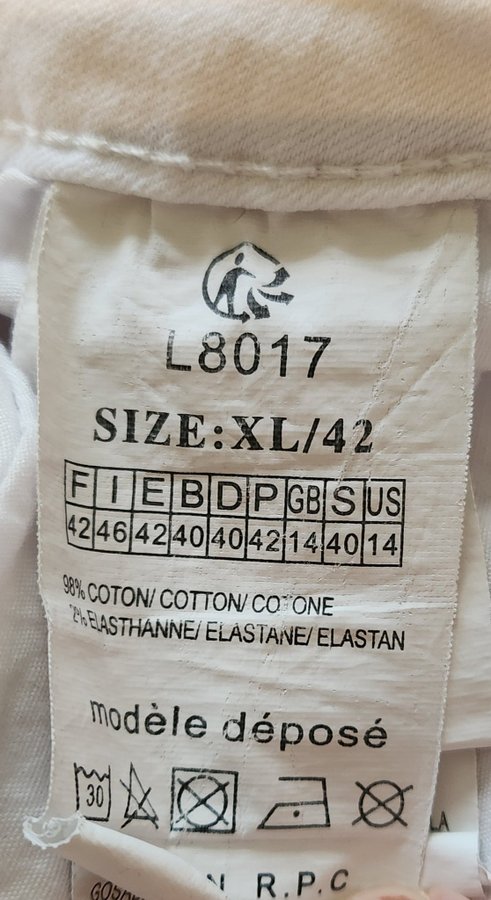 L8017
SIZE:XL/42
F I E B D P GB S US
42 46 42 40 40 42 14 40 14
98% COTON/ COTTON/ COTONE
2% ELASTHANNE/ ELASTANE/ ELASTAN
modèle déposé
30
R.P.C